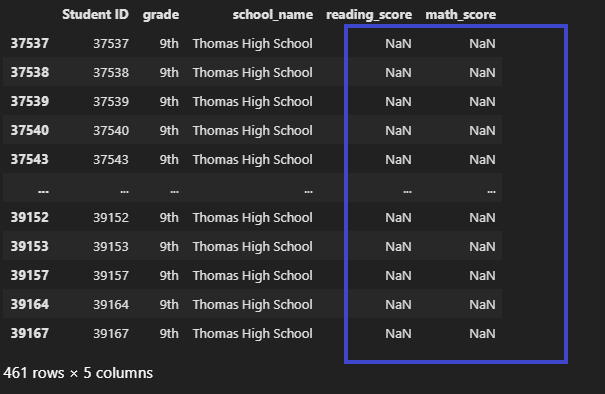 Student ID grade school_name reading_score math_score
37537 37537 9th Thomas High School NaN NaN
37538 37538 9th Thomas High School NaN NaN
37539 37539 9th Thomas High School NaN NaN
37540 37540 9th Thomas High School NaN NaN
37543 37543 9th Thomas High School NaN NaN
... ... ... ... ... ...
39152 39152 9th Thomas High School NaN NaN
39153 39153 9th Thomas High School NaN NaN
39157 39157 9th Thomas High School NaN NaN
39164 39164 9th Thomas High School NaN NaN
39167 39167 9th Thomas High School NaN NaN
461 rows × 5 columns